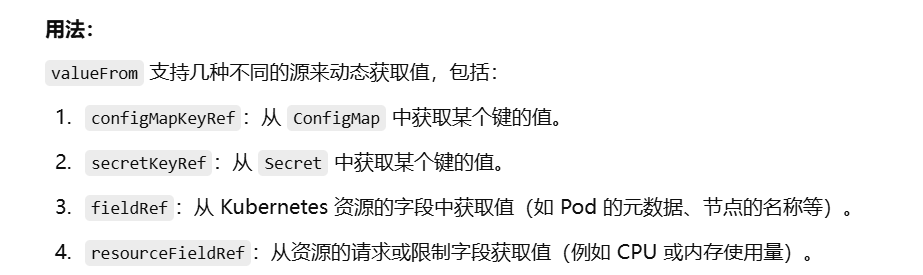 用法：
valueFrom 支持几种不同的源来动态获取值，包括：
1. configMapKeyRef：从 ConfigMap 中获取某个键的值。
2. secretKeyRef：从 Secret 中获取某个键的值。
3. fieldRef：从 Kubernetes 资源的字段中获取值（如 Pod 的元数据、节点的名称等）。
4. resourceFieldRef：从资源的请求或限制字段获取值（例如 CPU 或内存使用量）。